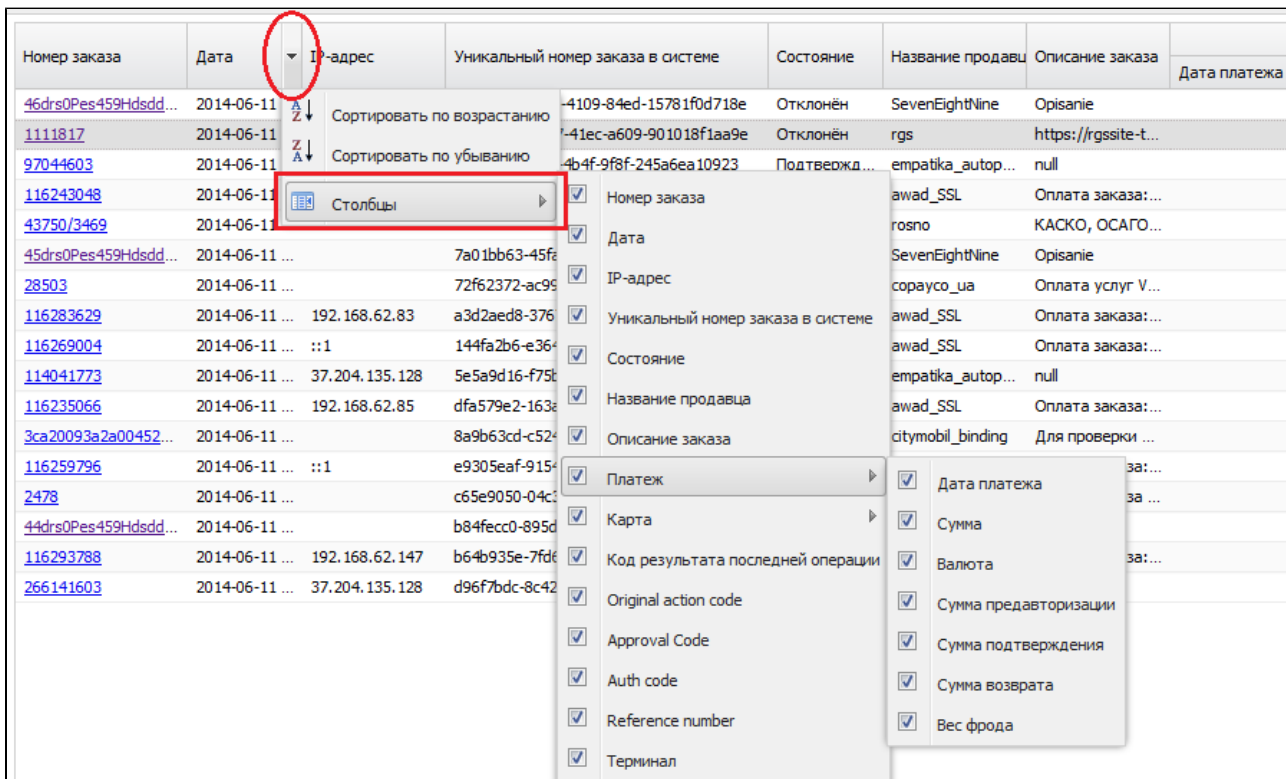 Номер заказа Дата IP-адрес Уникальный номер заказа в системе Состояние Название продавц Описание заказа
Дата платежа
46drs0Pes459Hdsdd... 2014-06-11 -4109-84ed-15781f0d718e Отклонён SevenEightNine Opisanie
Сортировать по возрастанию
1111817 2014-06-11 -41ec-a609-901018f1aa9e Отклонён rgs https://rgssite-t...
Сортировать по убыванию
97044603 2014-06-11 -4b4f-9f8f-245a6ea10923 Подтвержд... empatika_autop... null
116243048 2014-06-11 Столбцы Номер заказа awad_SSL Оплата заказа:...
43750/3469 2014-06-11 Дата rosno КАСКО, ОСАГО...
45drs0Pes459Hdsdd... 2014-06-11 ... 7a01bb63-45fa SevenEightNine Opisanie
28503 2014-06-11 ... 72f62372-ac99 IP-адрес copayco_ua Оплата услуг V...
116283629 2014-06-11 ... 192.168.62.83 a3d2aed8-376 Уникальный номер заказа в системе awad_SSL Оплата заказа:...
116269004 2014-06-11 ... ::1 144fa2b6-e364 Состояние awad_SSL Оплата заказа:...
114041773 2014-06-11 ... 37.204.135.128 5e5a9d16-f75b empatika_autop... null
Название продавца
116235066 2014-06-11 ... 192.168.62.85 dfa579e2-163a awad_SSL Оплата заказа:...
3ca20093a2a00452... 2014-06-11 ... 8a9b63cd-c524 Описание заказа citymobil_binding Для проверки ...
116259796 2014-06-11 ... ::1 e9305eaf-9154 Платеж Дата платежа за:...
2478 2014-06-11 ... c65e9050-04c3 за ...
44drs0Pes459Hdsdd... 2014-06-11 ... b84fecc0-895d Карта Сумма
116293788 2014-06-11 ... 192.168.62.147 b64b935e-7fd6 Код результата последней операции Валюта за:...
266141603 2014-06-11 ... 37.204.135.128 d96f7bdc-8c42
Original action code Сумма предавторизации
Approval Code Сумма подтверждения
Auth code Сумма возврата
Reference number Вес фрода
Терминал